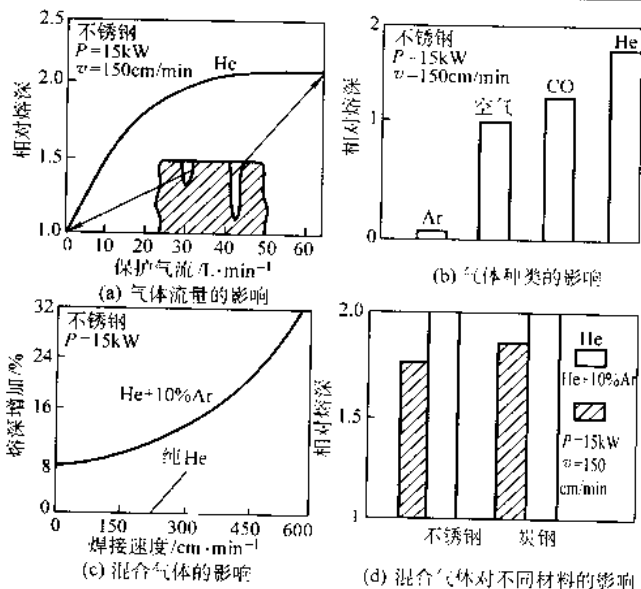 不锈钢
P=15kW
v=150cm/min
He
相对熔深
2.5
2.0
1.5
1.0
0
10
20
30
40
50
60
保护气流/L·min⁻¹
(a) 气体流量的影响
不锈钢
P=15kW
v=150cm/min
Ar
空气
CO
He
相对熔深
2
1
0
(b) 气体种类的影响
不锈钢
P=15kW
He+10%Ar
纯He
熔深增加/%
32
24
16
8
0
0
150
300
450
600
焊接速度/cm·min⁻¹
(c) 混合气体的影响
相对熔深
2.0
1.5
1
He
He+10%Ar
P=15kW
v=150
cm/min
不锈钢
炭钢
(d) 混合气体对不同材料的影响